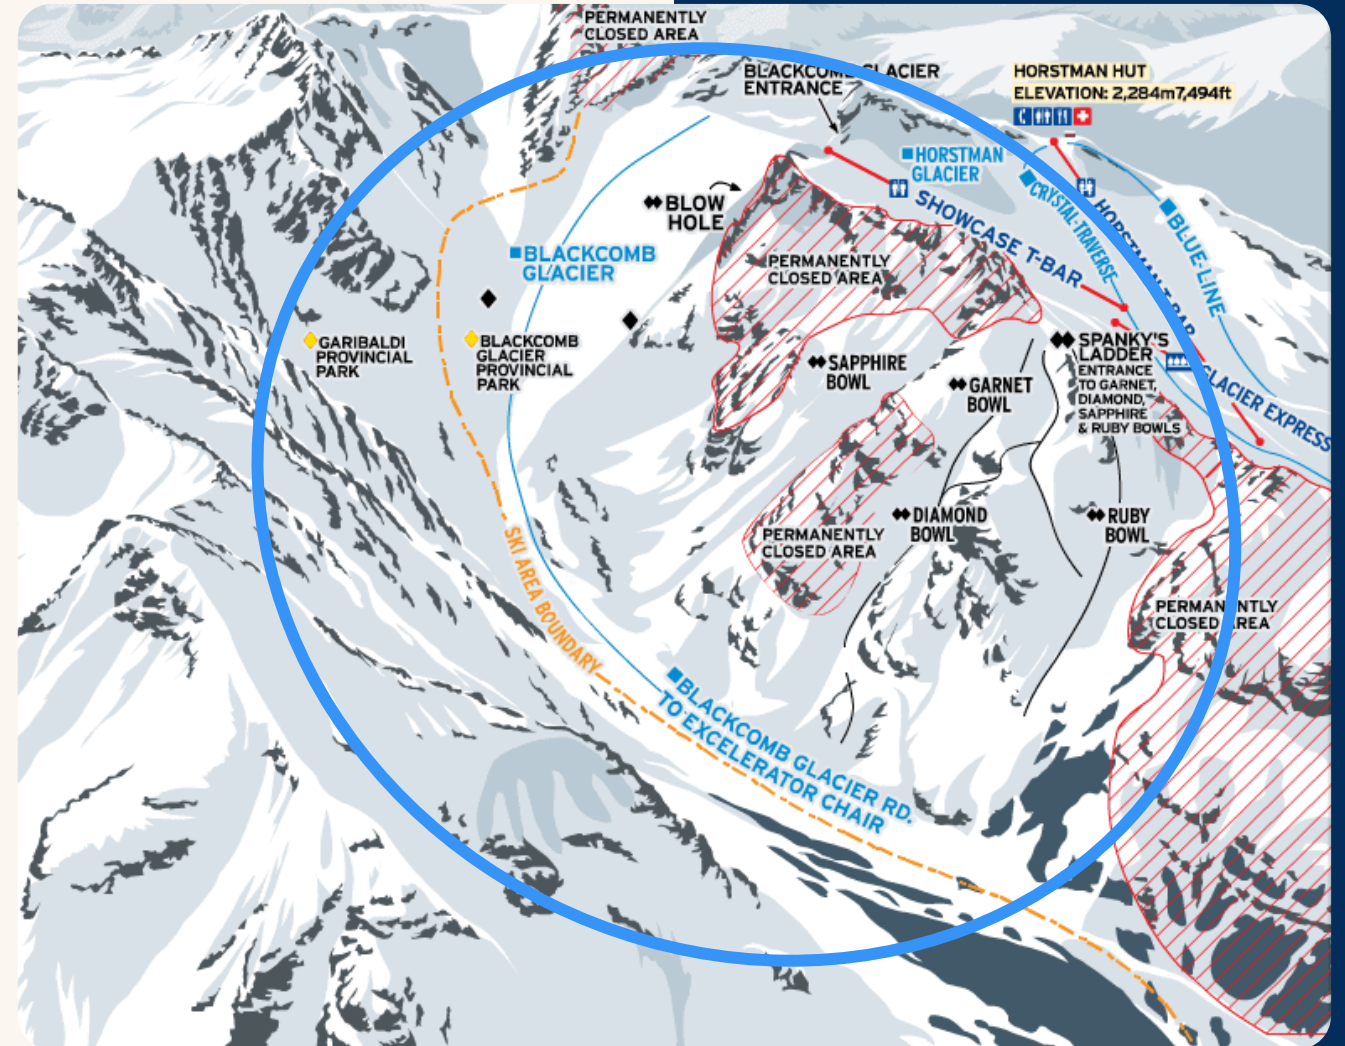 PERMANENTLY
CLOSED AREA
BLACKCOMB GLACIER
ENTRANCE
HORSTMAN HUT
ELEVATION: 2,284m7,494ft
HORSTMAN
GLACIER
CRYSTAL-TRAVERSE
BLOW
HOLE
SHOWCASE T-BAR
HORSTMAN T-BAR
BLUE-LINE
BLACKCOMB
GLACIER
PERMANENTLY
CLOSED AREA
GARIBALDI
PROVINCIAL
PARK
BLACKCOMB
GLACIER
PROVINCIAL
PARK
SAPPHIRE
BOWL
GARNET
BOWL
SPANKY'S
LADDER
ENTRANCE
TO GARNET,
DIAMOND,
SAPPHIRE
& RUBY BOWLS
GLACIER EXPRESS
DIAMOND
BOWL
RUBY
BOWL
PERMANENTLY
CLOSED AREA
SKI AREA BOUNDARY
PERMANENTLY
CLOSED AREA
BLACKCOMB GLACIER RD.
TO EXCELERATOR CHAIR